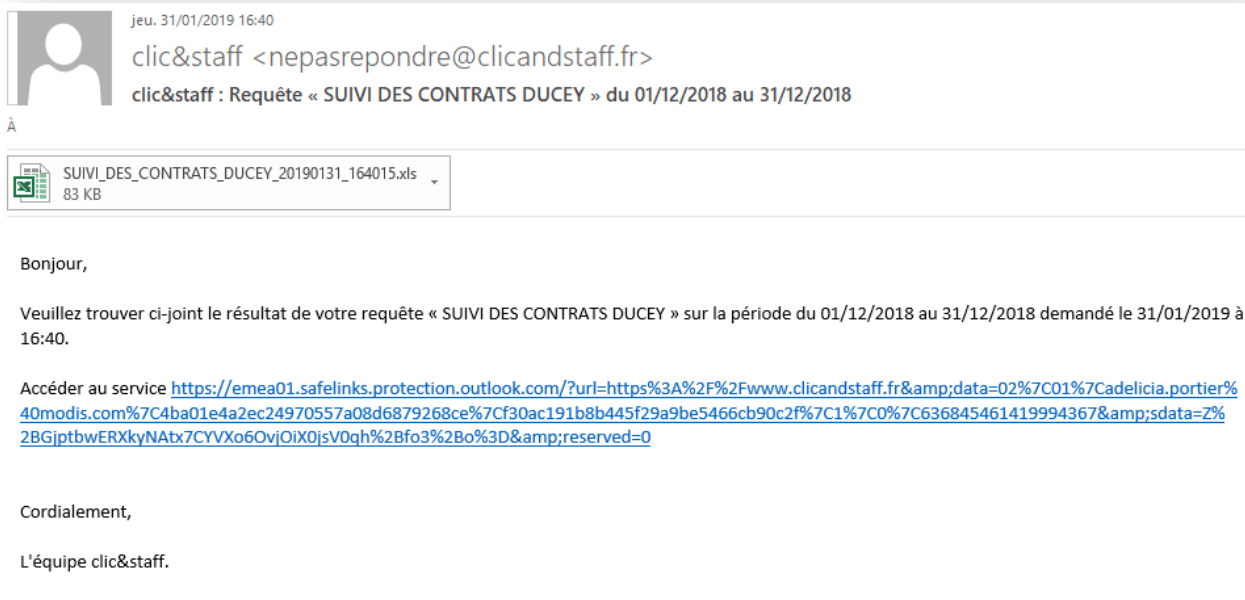 jeu. 31/01/2019 16:40
clic&staff <nepasrepondre@clicandstaff.fr>
clic&staff : Requête « SUIVI DES CONTRATS DUCEY » du 01/12/2018 au 31/12/2018
À
SUIVI_DES_CONTRATS_DUCEY_20190131_164015.xls
83 KB
Bonjour,
Veuillez trouver ci-joint le résultat de votre requête « SUIVI DES CONTRATS DUCEY » sur la période du 01/12/2018 au 31/12/2018 demandé le 31/01/2019 à
16:40.
Accéder au service https://emea01.safelinks.protection.outlook.com/?url=https%3A%2F%2Fwww.clicandstaff.fr&amp;data=02%7C01%7Cadelicia.portier%
40modis.com%7C4ba01e4a2ec24970557a08d6879268ce%7Cf30ac191b8b445f29a9be5466cb90c2f%7C1%7C0%7C636845461419994367&amp;sdata=Z%
2BGjptbwERXkyNAtx7CYVXo6OvjOiX0jsV0qh%2Bfo3%2Bo%3D&amp;reserved=0
Cordialement,
L'équipe clic&staff.